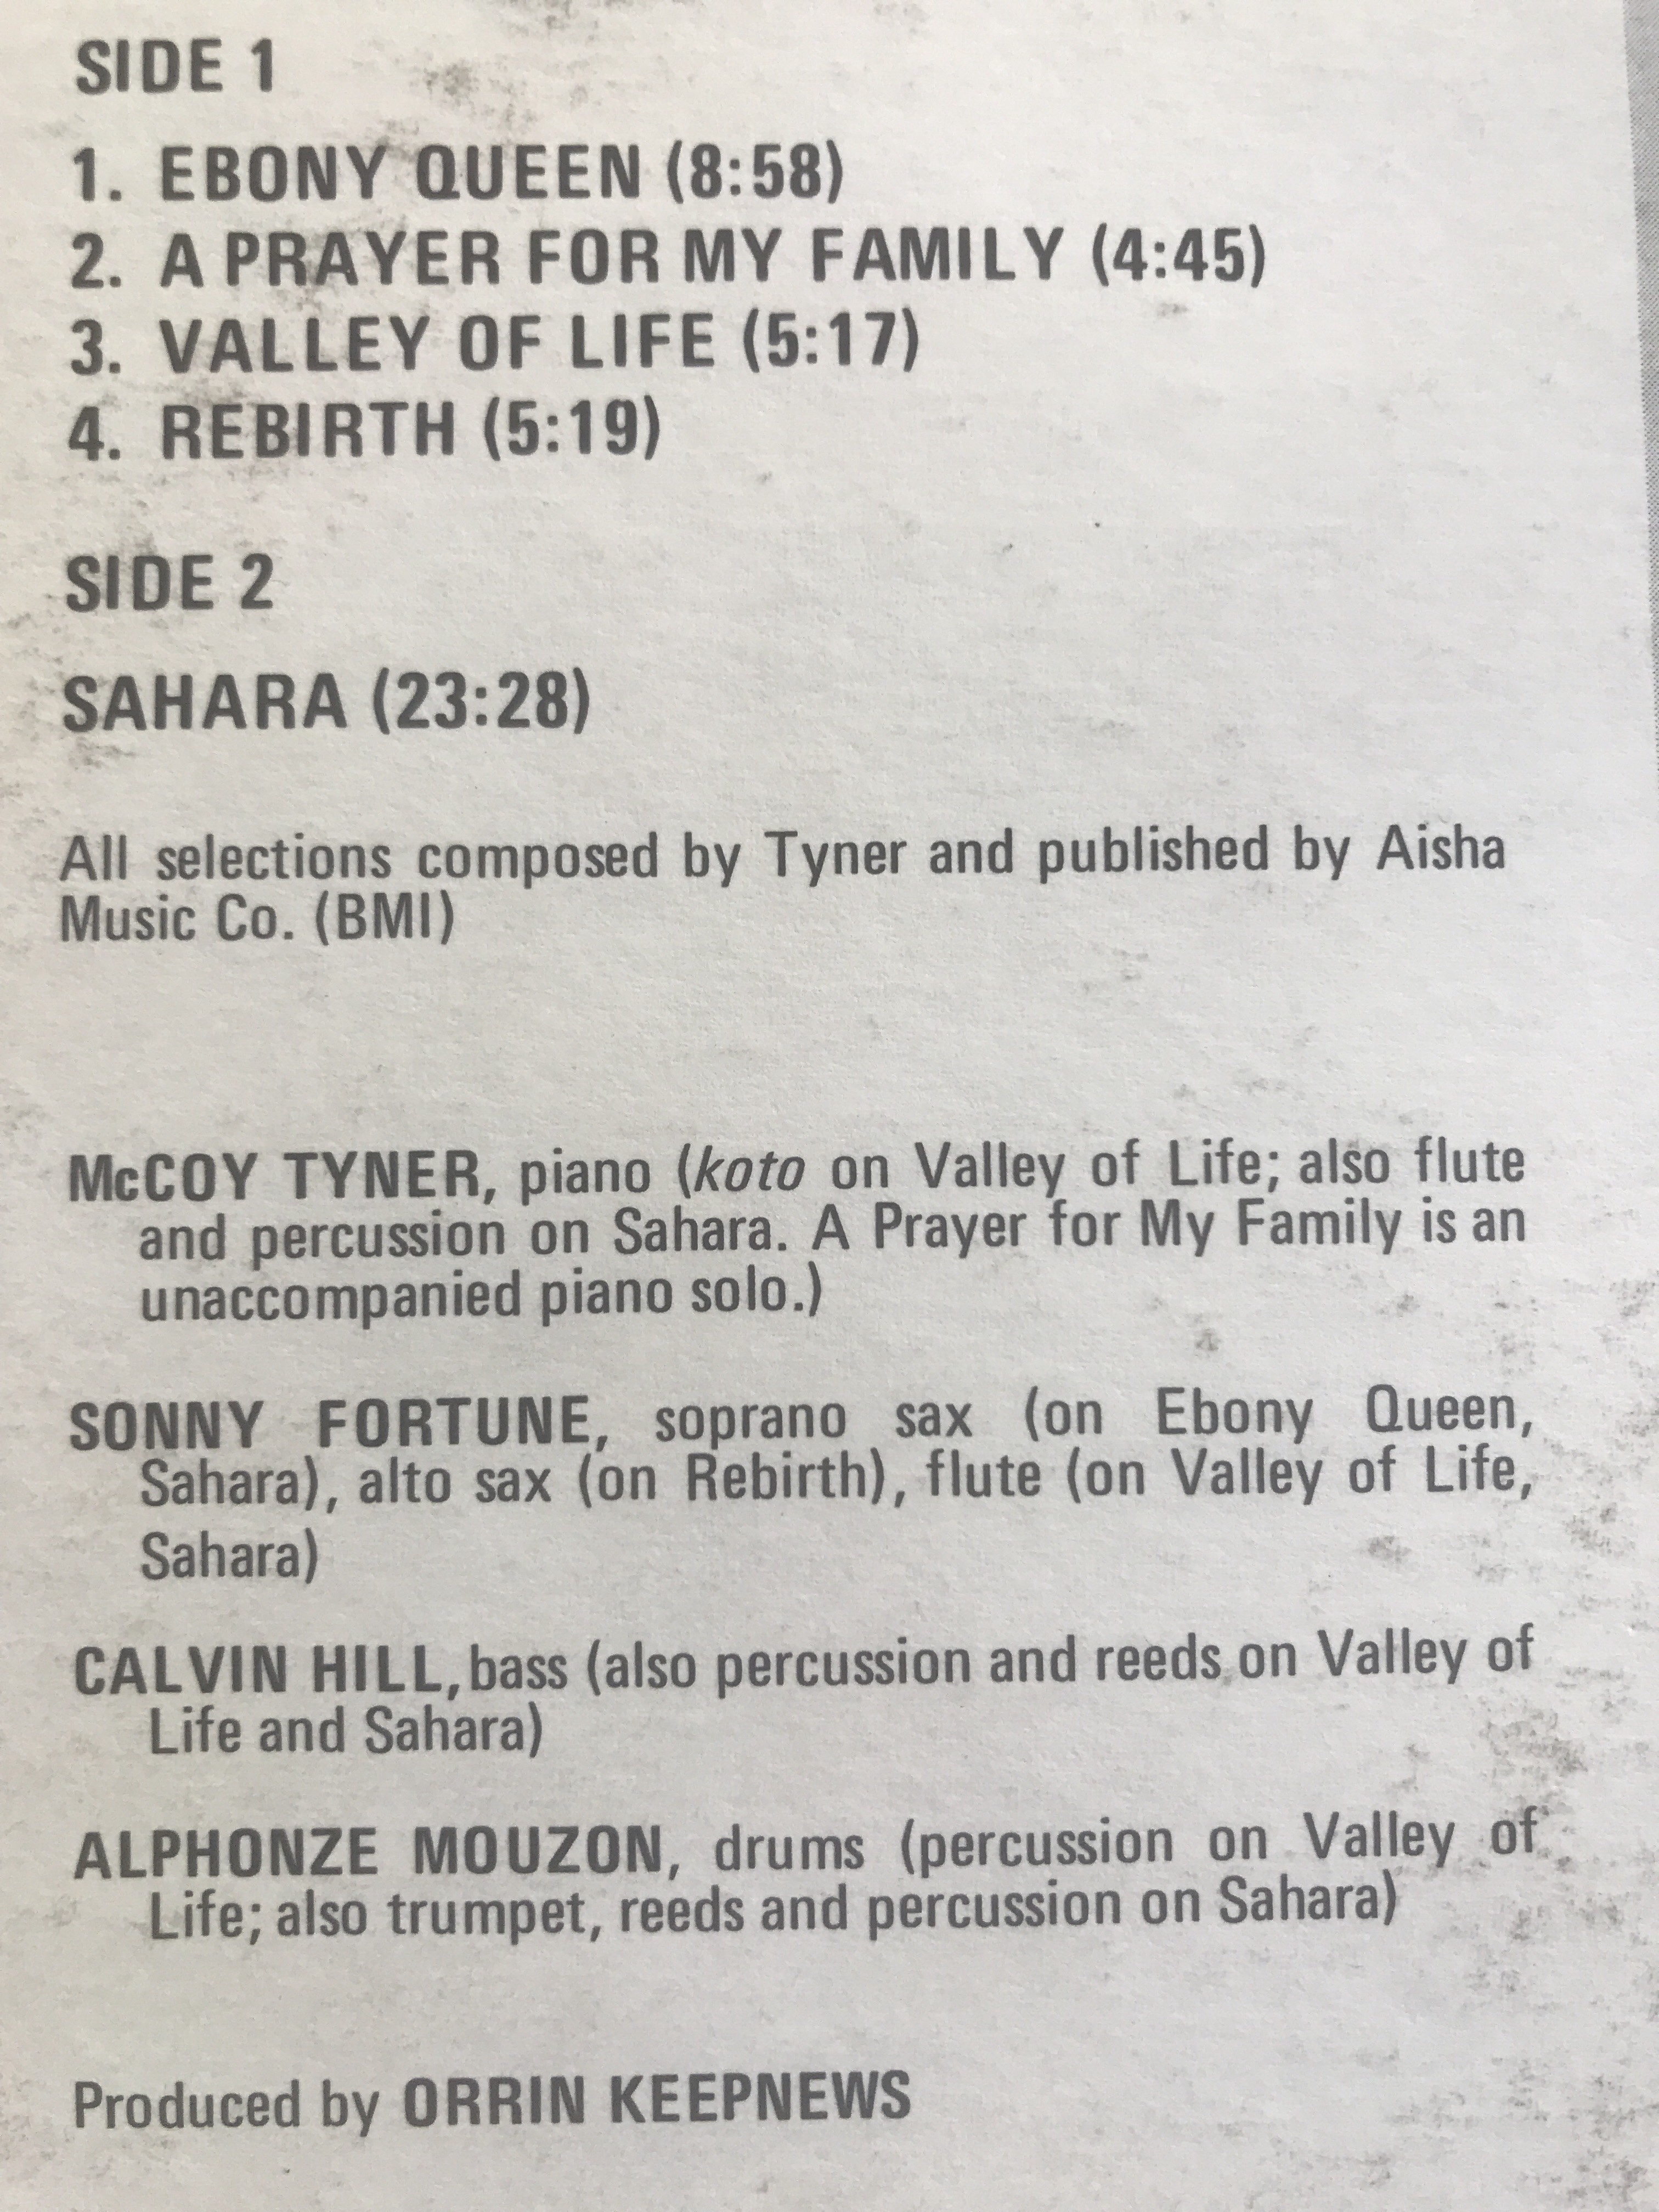 SIDE 1
1. EBONY QUEEN (8:58)
2. A PRAYER FOR MY FAMILY (4:45)
3. VALLEY OF LIFE (5:17)
4. REBIRTH (5:19)
SIDE 2
SAHARA (23:28)
All selections composed by Tyner and published by Aisha
Music Co. (BMI)
McCOY TYNER, piano (koto on Valley of Life; also flute
and percussion on Sahara. A Prayer for My Family is an
unaccompanied piano solo.)
SONNY FORTUNE, soprano sax (on Ebony Queen,
Sahara), alto sax (on Rebirth), flute (on Valley of Life,
Sahara)
CALVIN HILL, bass (also percussion and reeds on Valley of
Life and Sahara)
ALPHONZE MOUZON, drums (percussion on Valley of
Life; also trumpet, reeds and percussion on Sahara)
Produced by ORRIN KEEPNEWS